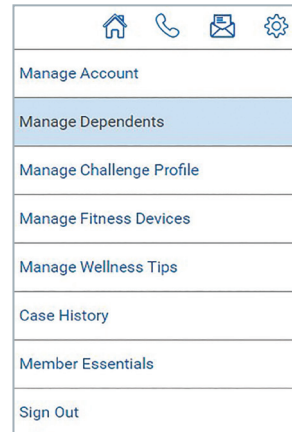 Manage Account
Manage Dependents
Manage Challenge Profile
Manage Fitness Devices
Manage Wellness Tips
Case History
Member Essentials
Sign Out